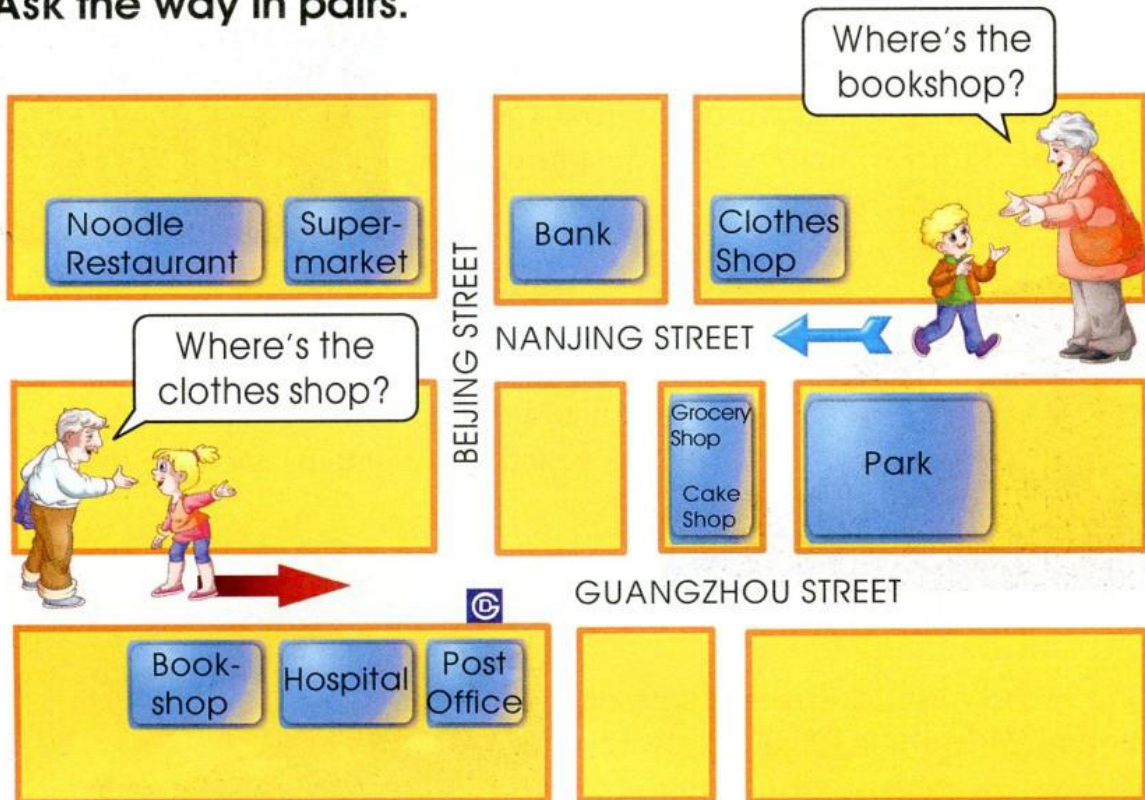 Ask the way in pairs.
Where's the
bookshop?
Noodle
Restaurant
Super-
market
Bank
Clothes
Shop
BEIJING STREET
NANJING STREET
Where's the
clothes shop?
Grocery
Shop
Cake
Shop
Park
GUANGZHOU STREET
Book-
shop
Hospital
Post
Office